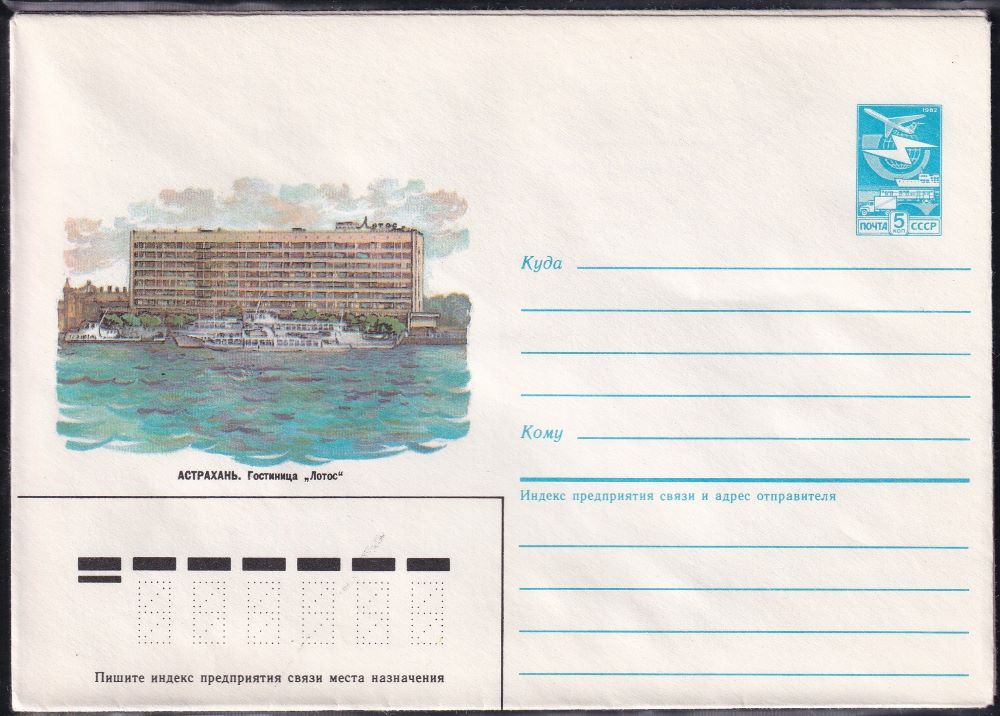 1982
ПОЧТА 5 КОП СССР
Лотос
Куда
Кому
АСТРАХАНЬ. Гостиница „Лотос“
Индекс предприятия связи и адрес отправителя
Пишите индекс предприятия связи места назначения